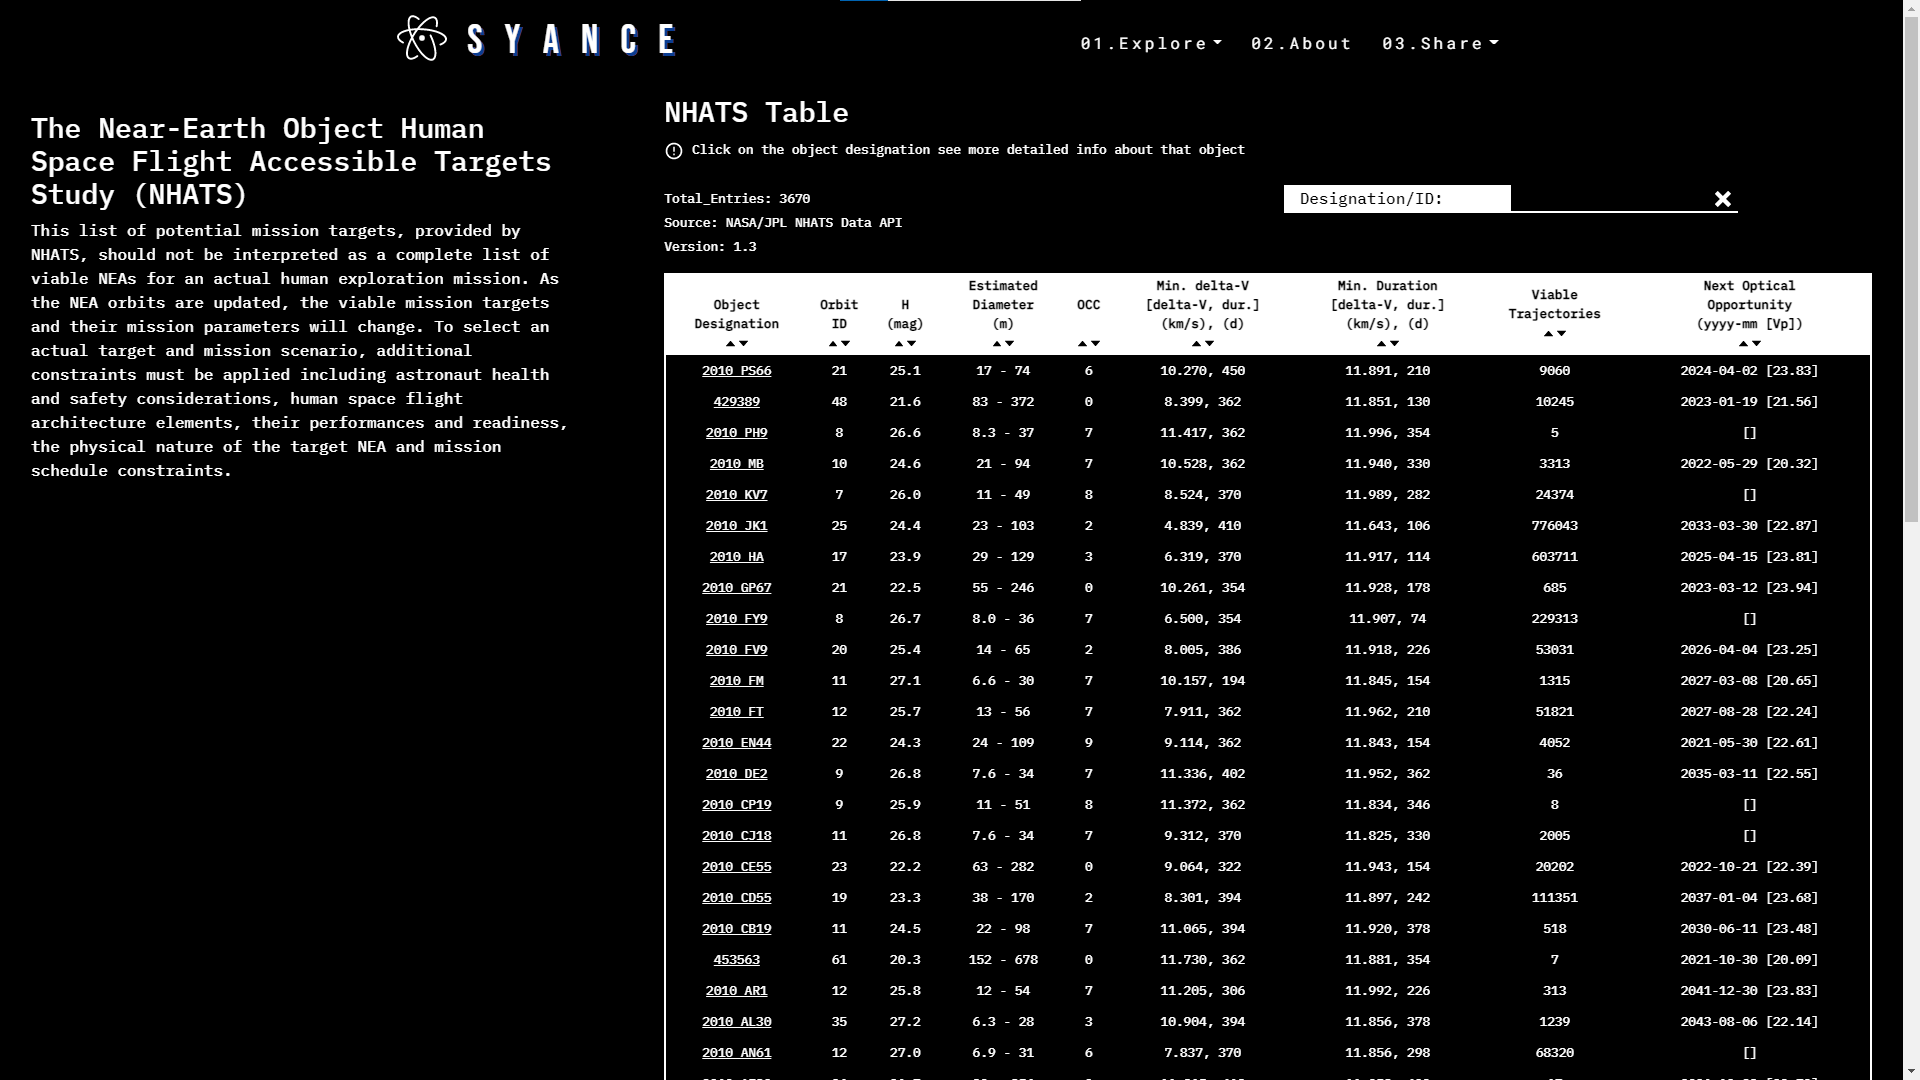 SYANCE
01.Explore
02.About
03.Share
The Near-Earth Object Human
Space Flight Accessible Targets
Study (NHATS)
This list of potential mission targets, provided by
NHATS, should not be interpreted as a complete list of
viable NEAs for an actual human exploration mission. As
the NEA orbits are updated, the viable mission targets
and their mission parameters will change. To select an
actual target and mission scenario, additional
constraints must be applied including astronaut health
and safety considerations, human space flight
architecture elements, their performances and readiness,
the physical nature of the target NEA and mission
schedule constraints.
NHATS Table
Click on the object designation see more detailed info about that object
Total_Entries: 3670
Source: NASA/JPL NHATS Data API
Version: 1.3
Designation/ID:
Object Designation ▲▼ Orbit ID ▲▼ H (mag) ▲▼ Estimated Diameter (m) ▲▼ OCC ▲▼ Min. delta-V [delta-V, dur.] (km/s), (d) ▲▼ Min. Duration [delta-V, dur.] (km/s), (d) ▲▼ Viable Trajectories ▲▼ Next Optical Opportunity (yyyy-mm [Vp]) ▲▼
2010 PS66 21 25.1 17 - 74 6 10.270, 450 11.891, 210 9060 2024-04-02 [23.83]
429389 48 21.6 83 - 372 0 8.399, 362 11.851, 130 10245 2023-01-19 [21.56]
2010 PH9 8 26.6 8.3 - 37 7 11.417, 362 11.996, 354 5 []
2010 MB 10 24.6 21 - 94 7 10.528, 362 11.940, 330 3313 2022-05-29 [20.32]
2010 KV7 7 26.0 11 - 49 8 8.524, 370 11.989, 282 24374 []
2010 JK1 25 24.4 23 - 103 2 4.839, 410 11.643, 106 776043 2033-03-30 [22.87]
2010 HA 17 23.9 29 - 129 3 6.319, 370 11.917, 114 603711 2025-04-15 [23.81]
2010 GP67 21 22.5 55 - 246 0 10.261, 354 11.928, 178 685 2023-03-12 [23.94]
2010 FY9 8 26.7 8.0 - 36 7 6.500, 354 11.907, 74 229313 []
2010 FV9 20 25.4 14 - 65 2 8.005, 386 11.918, 226 53031 2026-04-04 [23.25]
2010 FM 11 27.1 6.6 - 30 7 10.157, 194 11.845, 154 1315 2027-03-08 [20.65]
2010 FT 12 25.7 13 - 56 7 7.911, 362 11.962, 210 51821 2027-08-28 [22.24]
2010 EN44 22 24.3 24 - 109 9 9.114, 362 11.843, 154 4052 2021-05-30 [22.61]
2010 DE2 9 26.8 7.6 - 34 7 11.336, 402 11.952, 362 36 2035-03-11 [22.55]
2010 CP19 9 25.9 11 - 51 8 11.372, 362 11.834, 346 8 []
2010 CJ18 11 26.8 7.6 - 34 7 9.312, 370 11.825, 330 2005 []
2010 CE55 23 22.2 63 - 282 0 9.064, 322 11.943, 154 20202 2022-10-21 [22.39]
2010 CD55 19 23.3 38 - 170 2 8.301, 394 11.897, 242 111351 2037-01-04 [23.68]
2010 CB19 11 24.5 22 - 98 7 11.065, 394 11.920, 378 518 2030-06-11 [23.48]
453563 61 20.3 152 - 678 0 11.730, 362 11.881, 354 7 2021-10-30 [20.09]
2010 AR1 12 25.8 12 - 54 7 11.205, 306 11.992, 226 313 2041-12-30 [23.83]
2010 AL30 35 27.2 6.3 - 28 3 10.904, 394 11.856, 378 1239 2043-08-06 [22.14]
2010 AN61 12 27.0 6.9 - 31 6 7.837, 370 11.856, 298 68320 []